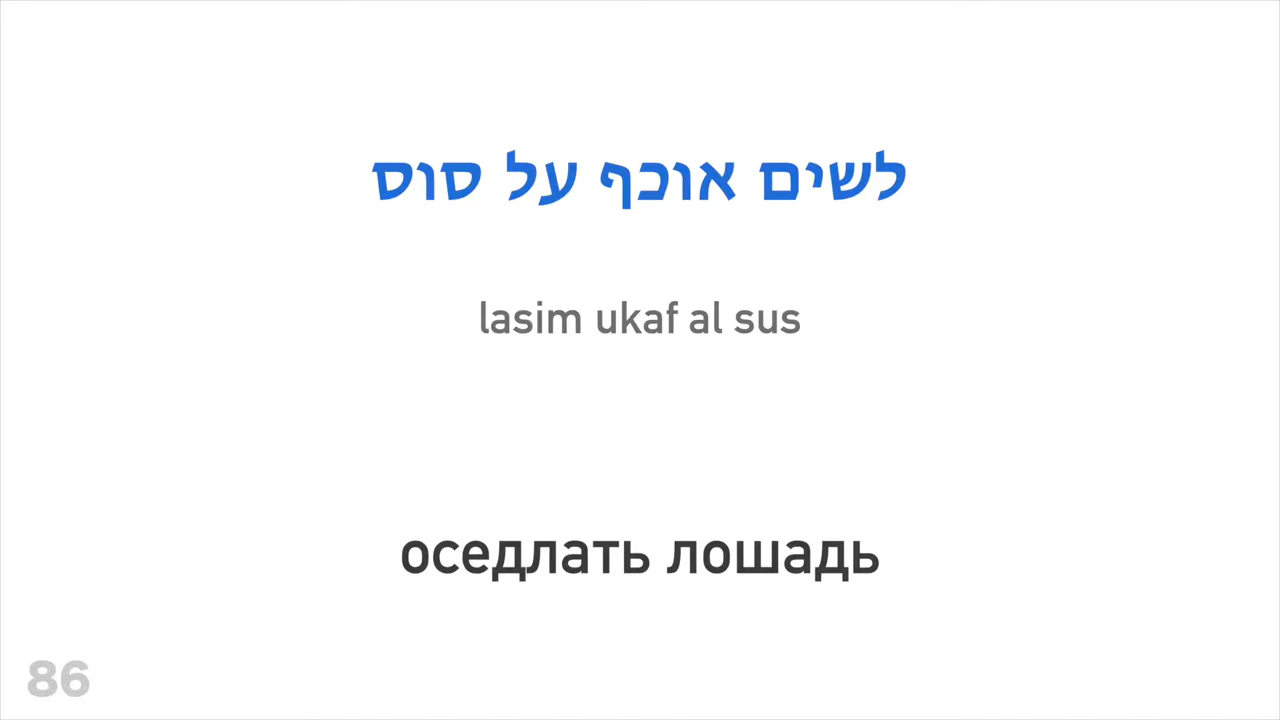 לשים אוכף על סוס
lasim ukaf al sus
оседлать лошадь
86